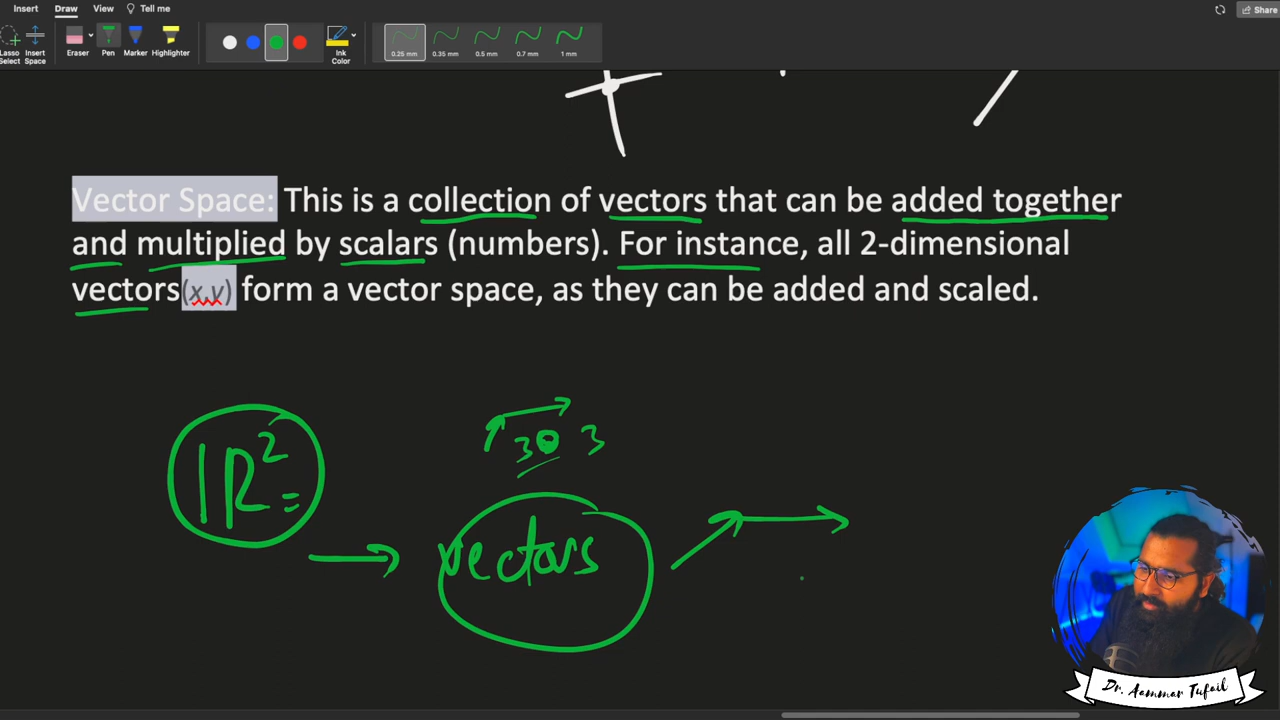 Insert Draw View Tell me
Share
Lasso Select
Insert Space
Eraser
Pen
Marker
Highlighter
Ink Color
0.25 mm
0.35 mm
0.5 mm
0.7 mm
1 mm
Vector Space: This is a collection of vectors that can be added together
and multiplied by scalars (numbers). For instance, all 2-dimensional
vectors(x,y) form a vector space, as they can be added and scaled.
3 3
IR² =
vectors
Dr. Aammar Tufail